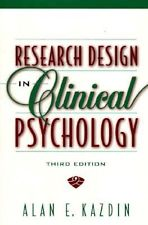 RESEARCH DESIGN
IN Clinical
PSYCHOLOGY
THIRD EDITION
ALAN E. KAZDIN